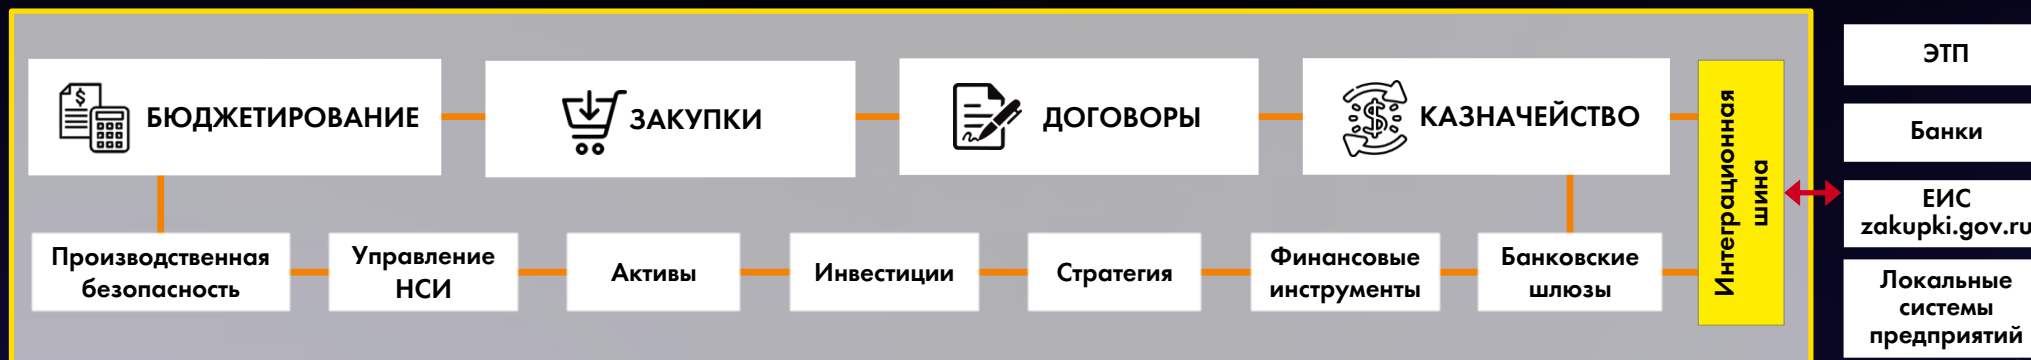 БЮДЖЕТИРОВАНИЕ
ЗАКУПКИ
ДОГОВОРЫ
КАЗНАЧЕЙСТВО
Производственная
безопасность
Управление
НСИ
Активы
Инвестиции
Стратегия
Финансовые
инструменты
Банковские
шлюзы
Интеграционная
шина
ЭТП
Банки
ЕИС
zakupki.gov.ru
Локальные
системы
предприятий